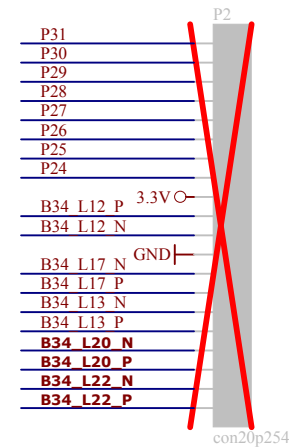 P2
P31
P30
P29
P28
P27
P26
P25
P24
3.3V
B34_L12_P
B34_L12_N
GND
B34_L17_N
B34_L17_P
B34_L13_N
B34_L13_P
B34_L20_N
B34_L20_P
B34_L22_N
B34_L22_P
con20p254